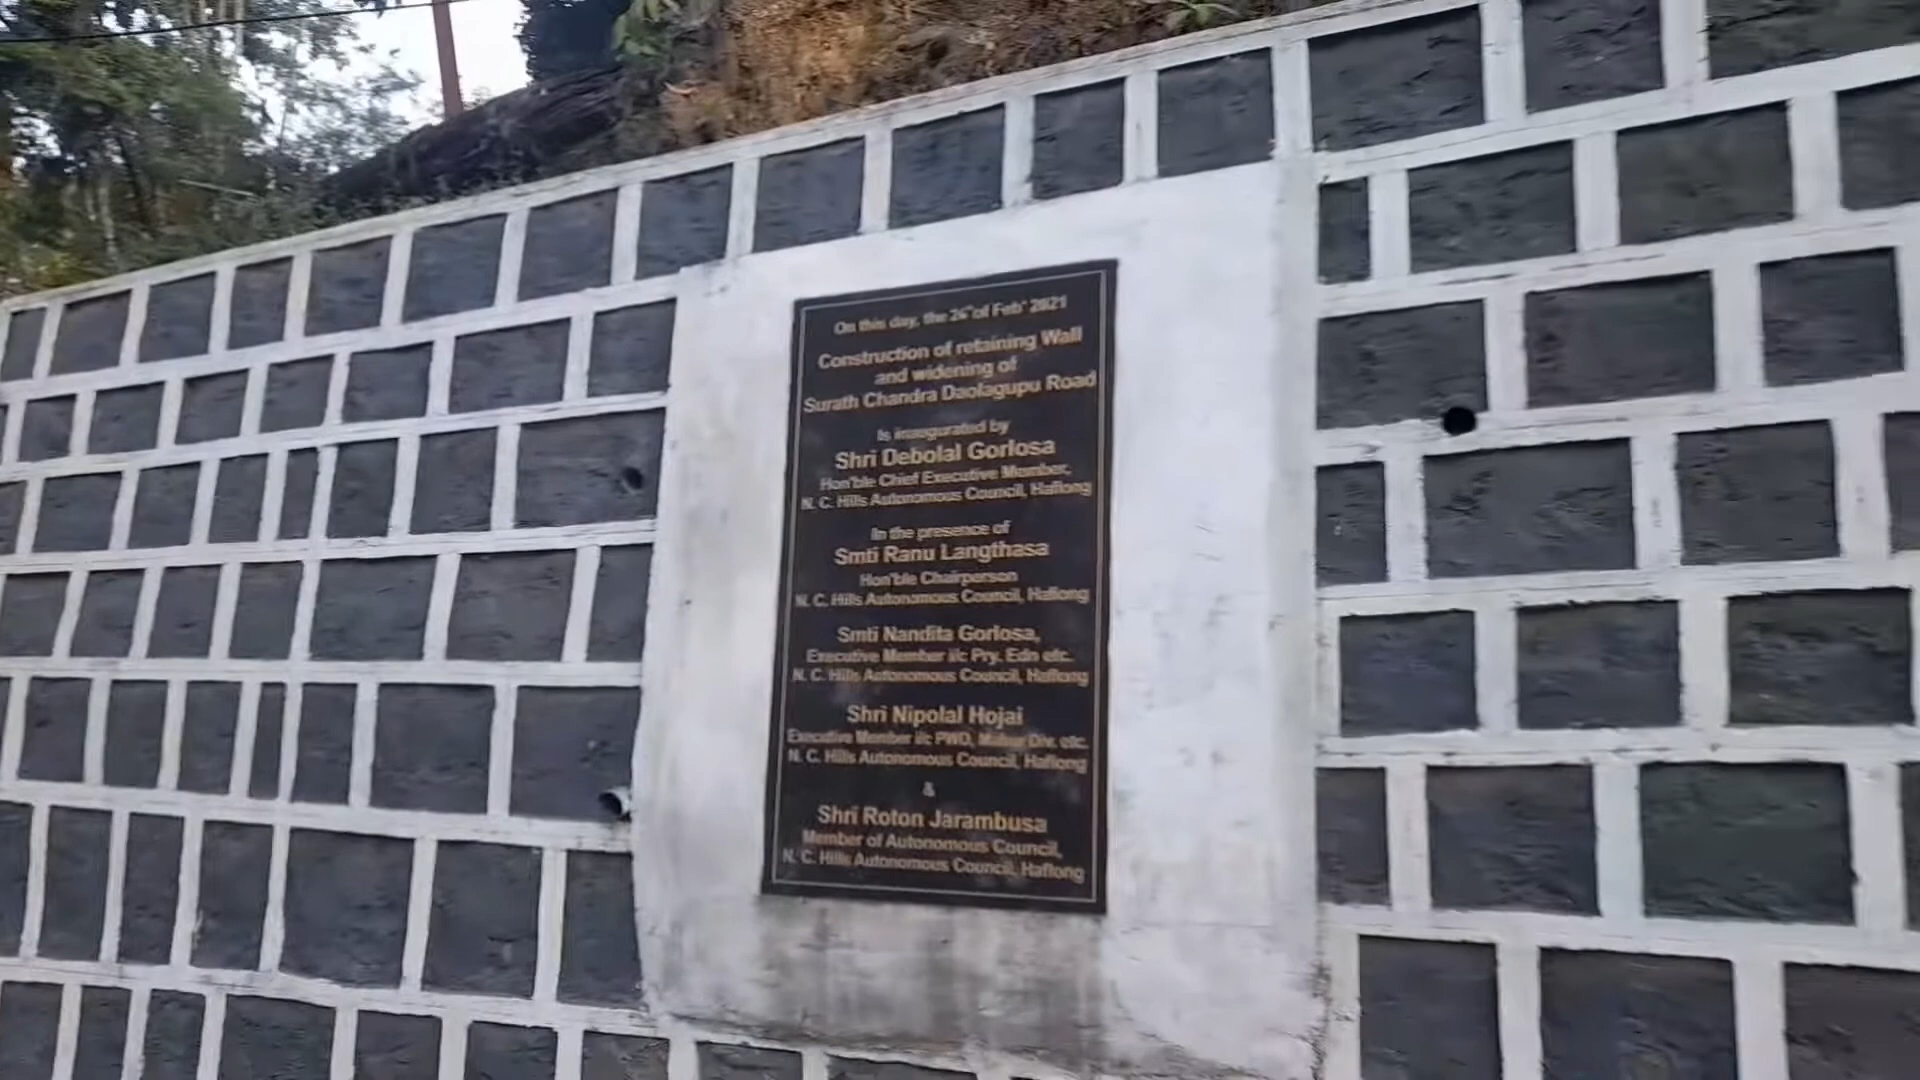 On this day, the 26th of Feb' 2021
Construction of retaining Wall
and widening of
Surath Chandra Daolagupu Road
Is inaugurated by
Shri Debolal Gorlosa
Hon'ble Chief Executive Member,
N. C. Hills Autonomous Council, Haflong
In the presence of
Smti Ranu Langthasa
Hon'ble Chairperson
N. C. Hills Autonomous Council, Haflong
Smti Nandita Gorlosa,
Executive Member i/c Pry. Edn etc.
N. C. Hills Autonomous Council, Haflong
Shri Nipolal Hojai
Executive Member i/c PWD, Mahur Div. etc.
N. C. Hills Autonomous Council, Haflong
&
Shri Roton Jarambusa
Member of Autonomous Council,
N. C. Hills Autonomous Council, Haflong